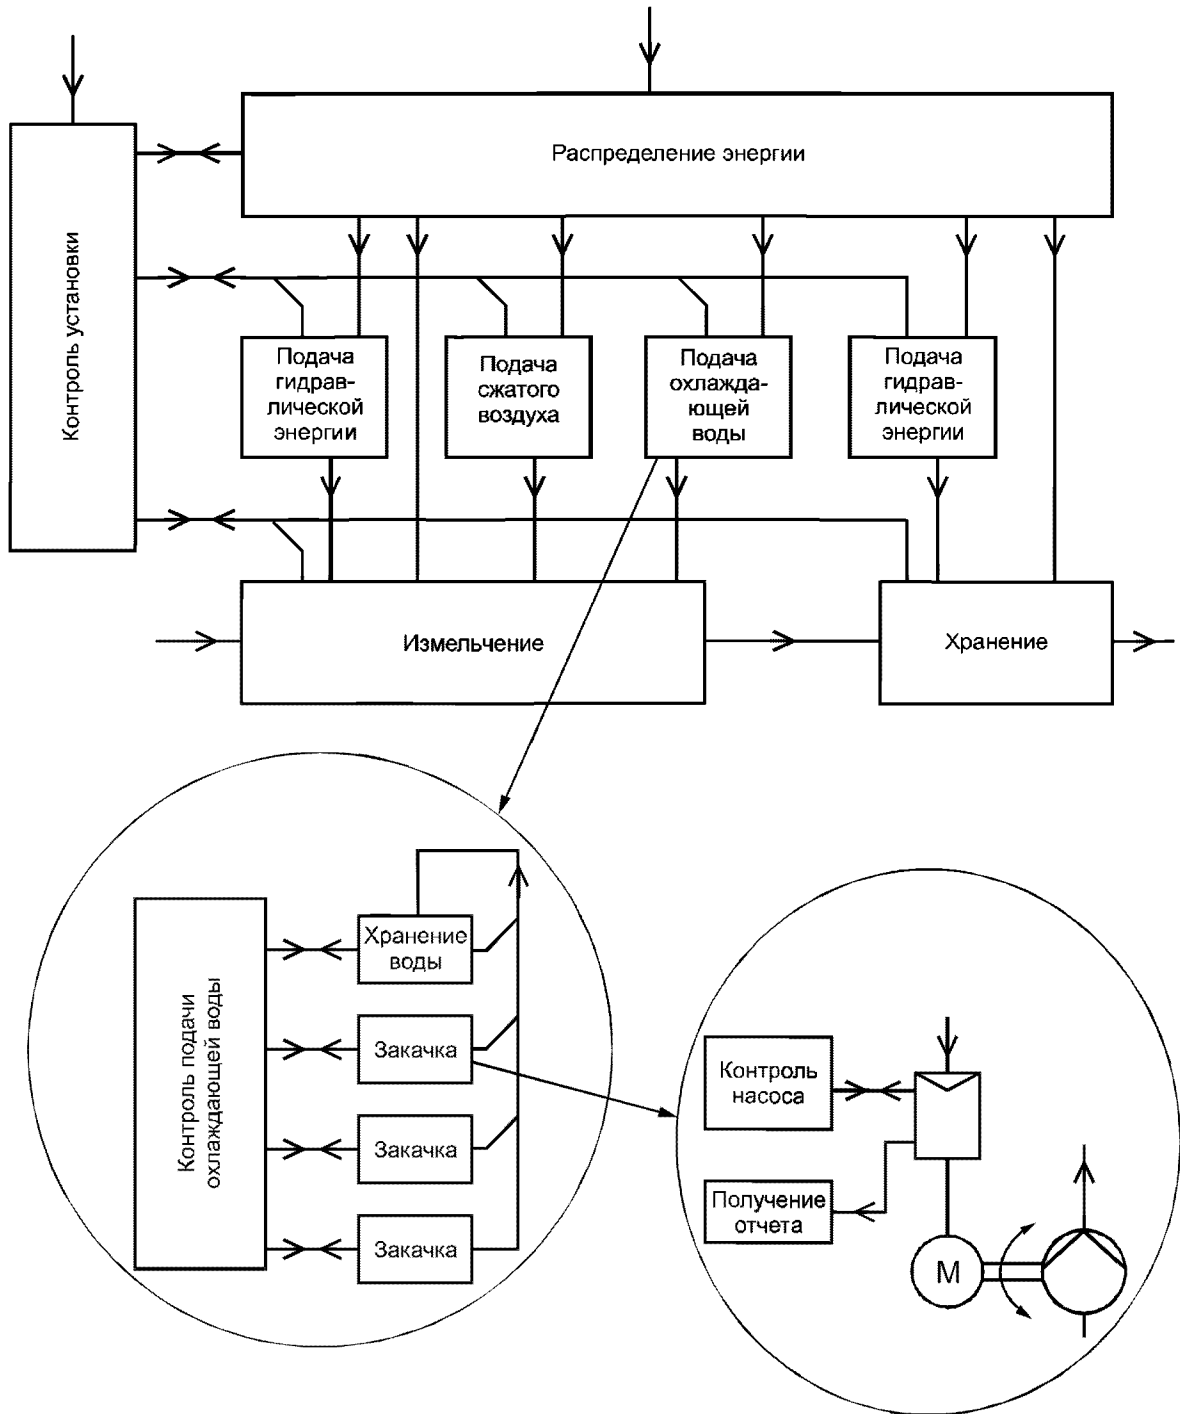 Распределение энергии
Контроль установки
Подача
гидрав-
лической
энергии
Подача
сжатого
воздуха
Подача
охлажда-
ющей
воды
Подача
гидрав-
лической
энергии
Измельчение
Хранение
Контроль подачи
охлаждающей воды
Хранение
воды
Закачка
Закачка
Закачка
Контроль
насоса
Получение
отчета
М